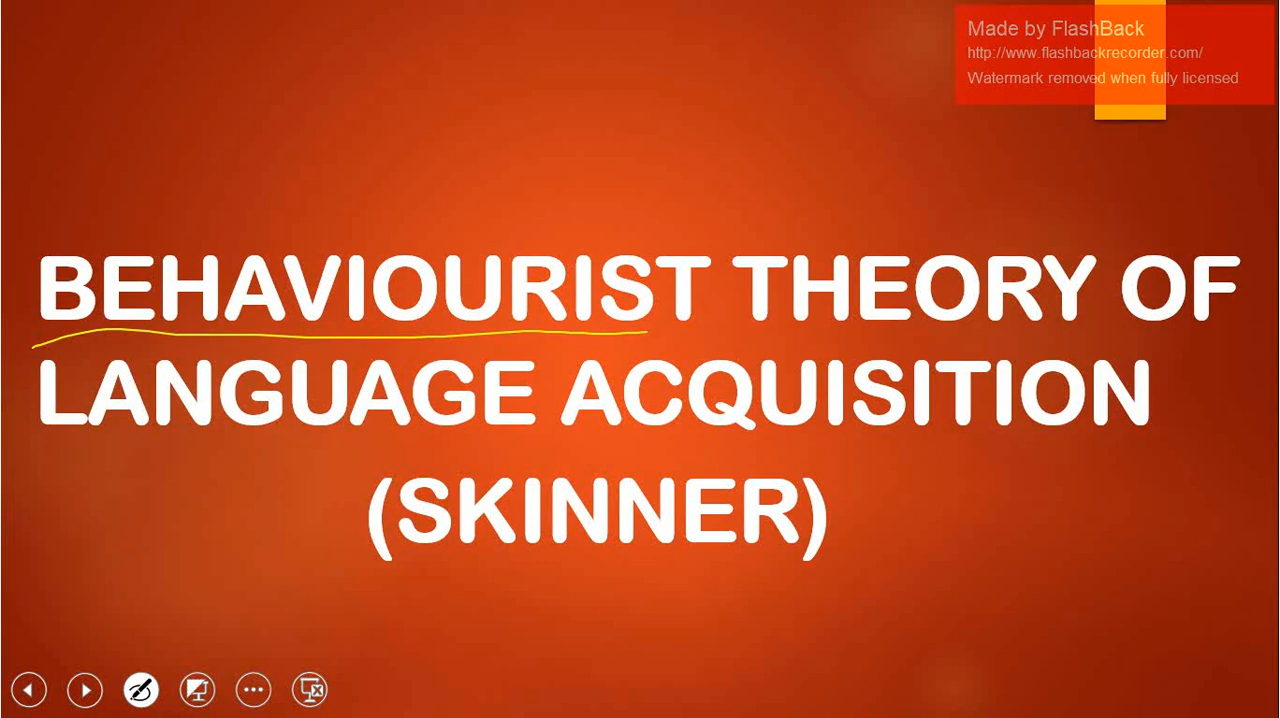 Made by FlashBack
http://www.flashbackrecorder.com/
Watermark removed when fully licensed
BEHAVIOURIST THEORY OF
LANGUAGE ACQUISITION
(SKINNER)